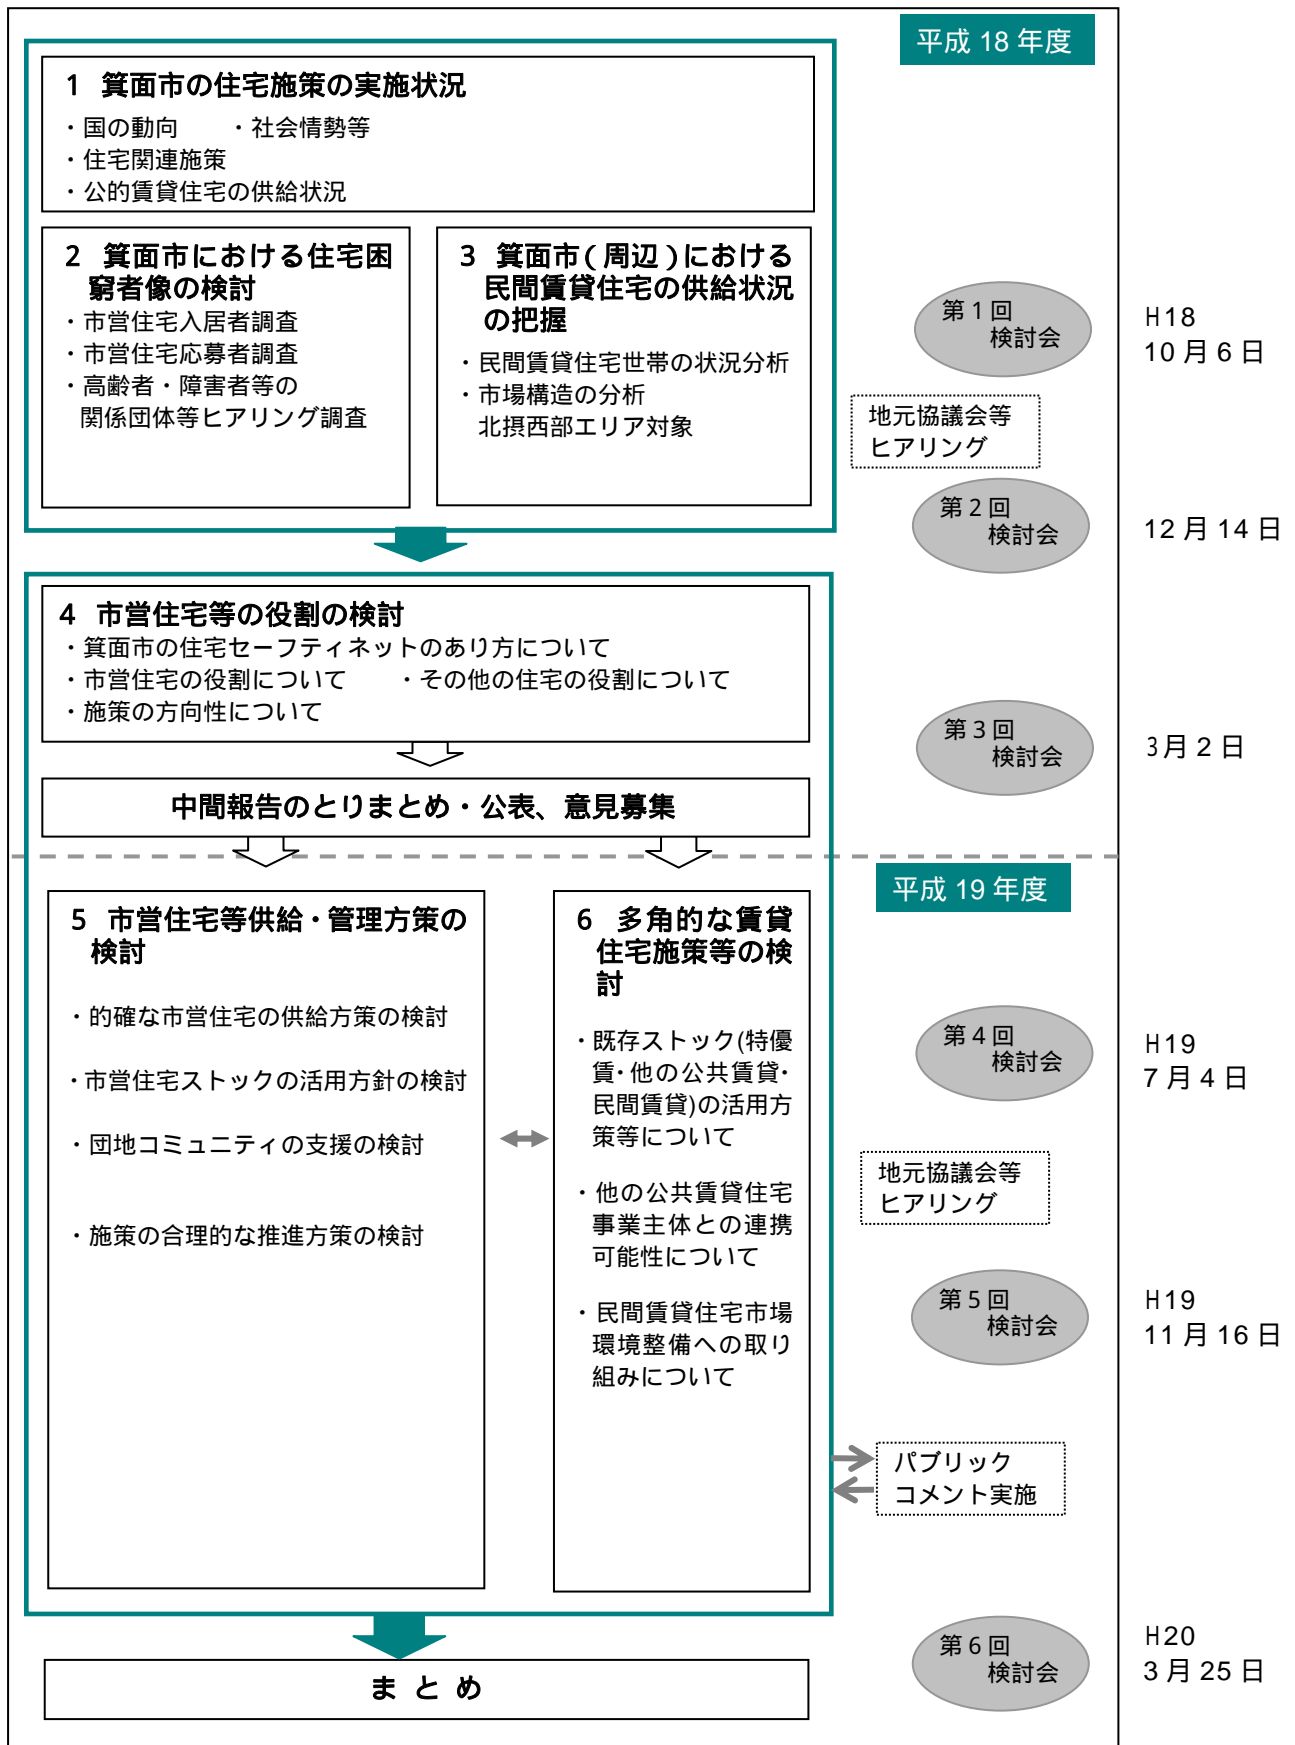 平成 18 年度
1 箕面市の住宅施策の実施状況
・国の動向 ・社会情勢等
・住宅関連施策
・公的賃貸住宅の供給状況
2 箕面市における住宅困
窮者像の検討
・市営住宅入居者調査
・市営住宅応募者調査
・高齢者・障害者等の
関係団体等ヒアリング調査
3 箕面市(周辺)における
民間賃貸住宅の供給状況
の把握
・民間賃貸住宅世帯の状況分析
・市場構造の分析
北摂西部エリア対象
第1回
検討会
H18
10 月 6 日
地元協議会等
ヒアリング
第2回
検討会
12 月 14 日
4 市営住宅等の役割の検討
・箕面市の住宅セーフティネットのあり方について
・市営住宅の役割について ・その他の住宅の役割について
・施策の方向性について
第3回
検討会
3月 2 日
中間報告のとりまとめ・公表、意見募集
平成 19 年度
5 市営住宅等供給・管理方策の
検討
・的確な市営住宅の供給方策の検討
・市営住宅ストックの活用方針の検討
・団地コミュニティの支援の検討
・施策の合理的な推進方策の検討
6 多角的な賃貸
住宅施策等の検
討
・既存ストック(特優
賃・他の公共賃貸・
民間賃貸)の活用方
策等について
・他の公共賃貸住宅
事業主体との連携
可能性について
・民間賃貸住宅市場
環境整備への取り
組みについて
第4回
検討会
H19
7 月 4 日
地元協議会等
ヒアリング
第5回
検討会
H19
11 月 16 日
パブリック
コメント実施
第6回
検討会
H20
3 月 25 日
まとめ